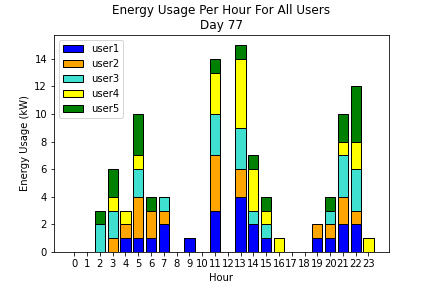 Energy Usage Per Hour For All Users
Day 77
user1
user2
user3
user4
user5
Energy Usage (kW)
14
12
10
8
6
4
2
0
0 1 2 3 4 5 6 7 8 9 10 11 12 13 14 15 16 17 18 19 20 21 22 23
Hour